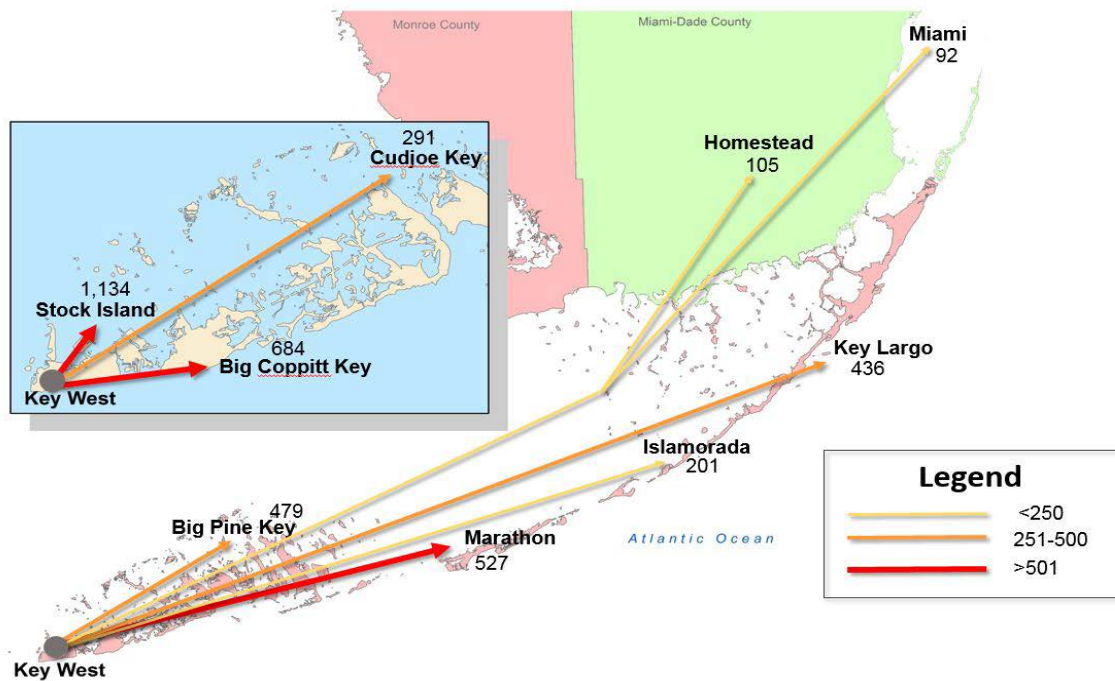 Monroe County
Miami-Dade County
Miami
92
Homestead
105
291
Cudjoe Key
1,134
Stock Island
684
Big Coppitt Key
Key West
Key Largo
436
Islamorada
201
479
Big Pine Key
Marathon
527
Atlantic Ocean
Key West
Legend
<250
251-500
>501